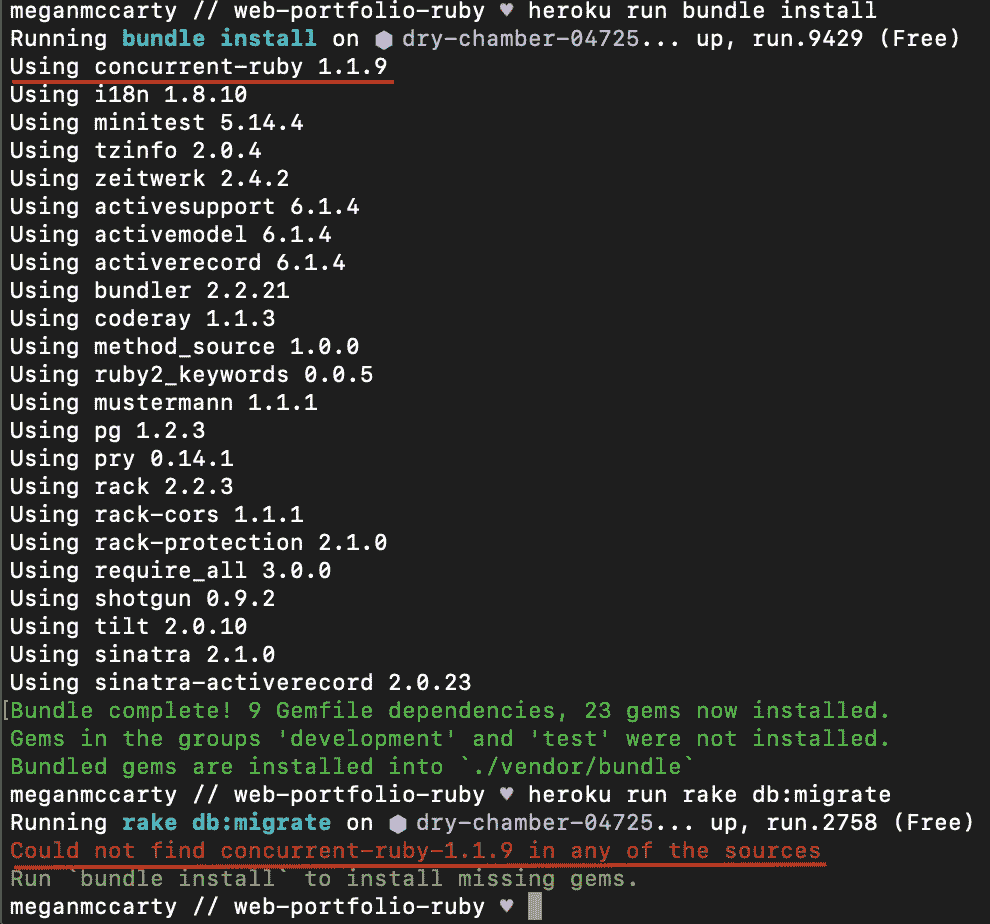 meganmccarty // web-portfolio-ruby ♥ heroku run bundle install
Running bundle install on ⬢ dry-chamber-04725... up, run.9429 (Free)
Using concurrent-ruby 1.1.9
Using i18n 1.8.10
Using minitest 5.14.4
Using tzinfo 2.0.4
Using zeitwerk 2.4.2
Using activesupport 6.1.4
Using activemodel 6.1.4
Using activerecord 6.1.4
Using bundler 2.2.21
Using coderay 1.1.3
Using method_source 1.0.0
Using ruby2_keywords 0.0.5
Using mustermann 1.1.1
Using pg 1.2.3
Using pry 0.14.1
Using rack 2.2.3
Using rack-cors 1.1.1
Using rack-protection 2.1.0
Using require_all 3.0.0
Using shotgun 0.9.2
Using tilt 2.0.10
Using sinatra 2.1.0
Using sinatra-activerecord 2.0.23
[Bundle complete! 9 Gemfile dependencies, 23 gems now installed.
Gems in the groups 'development' and 'test' were not installed.
Bundled gems are installed into `./vendor/bundle`
meganmccarty // web-portfolio-ruby ♥ heroku run rake db:migrate
Running rake db:migrate on ⬢ dry-chamber-04725... up, run.2758 (Free)
Could not find concurrent-ruby-1.1.9 in any of the sources
Run `bundle install` to install missing gems.
meganmccarty // web-portfolio-ruby ♥